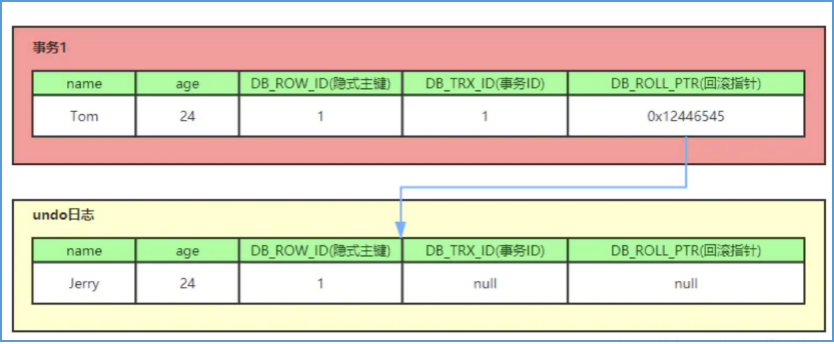 事务1
name age DB_ROW_ID(隐式主键) DB_TRX_ID(事务ID) DB_ROLL_PTR(回滚指针)
Tom 24 1 1 0x12446545
undo日志
name age DB_ROW_ID(隐式主键) DB_TRX_ID(事务ID) DB_ROLL_PTR(回滚指针)
Jerry 24 1 null null